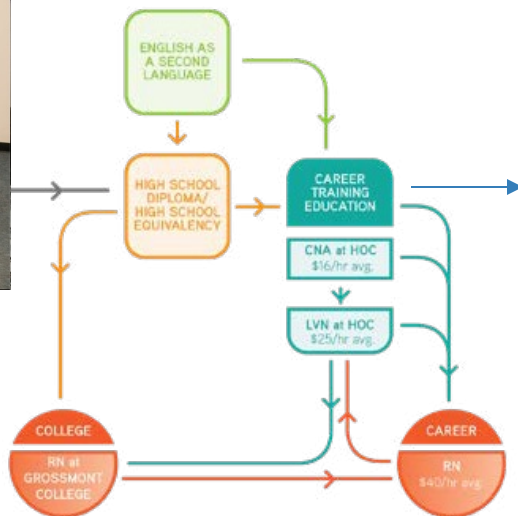 ENGLISH AS
A SECOND
LANGUAGE
HIGH SCHOOL
DIPLOMA/
HIGH SCHOOL
EQUIVALENCY
CAREER
TRAINING
EDUCATION
CNA at HOC
$16/hr avg.
LVN at HOC
$25/hr avg.
COLLEGE
RN at
GROSSMONT
COLLEGE
CAREER
RN
$40/hr avg.